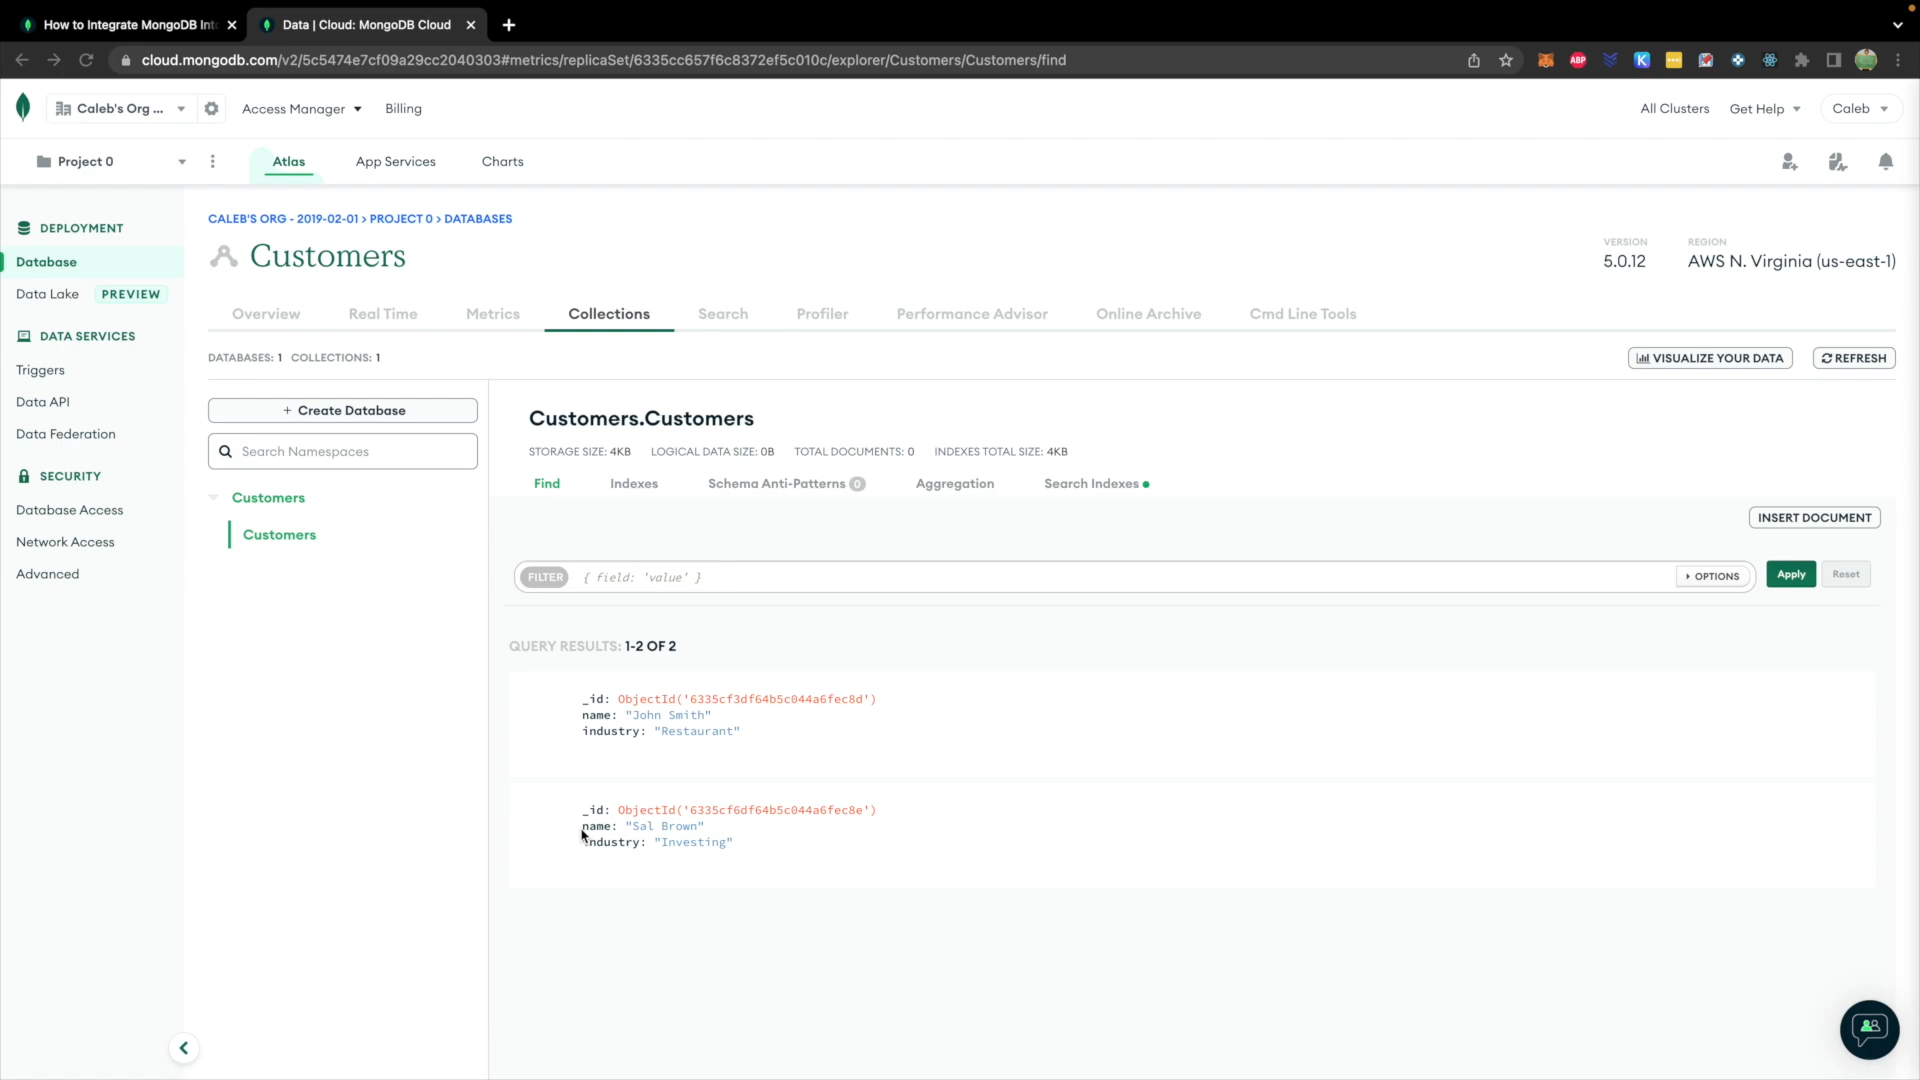 How to Integrate MongoDB Int
Data | Cloud: MongoDB Cloud
cloud.mongodb.com/v2/5c5474e7cf09a29cc2040303#metrics/replicaSet/6335cc657f6c8372ef5c010c/explorer/Customers/Customers/find
ABP
K
Caleb's Org ...
Access Manager
Billing
All Clusters
Get Help
Caleb
Project 0
Atlas
App Services
Charts
DEPLOYMENT
Database
Data Lake PREVIEW
DATA SERVICES
Triggers
Data API
Data Federation
SECURITY
Database Access
Network Access
Advanced
CALEB'S ORG - 2019-02-01 > PROJECT 0 > DATABASES
Customers
VERSION
5.0.12
REGION
AWS N. Virginia (us-east-1)
Overview
Real Time
Metrics
Collections
Search
Profiler
Performance Advisor
Online Archive
Cmd Line Tools
DATABASES: 1 COLLECTIONS: 1
VISUALIZE YOUR DATA
REFRESH
+ Create Database
Search Namespaces
Customers
Customers
Customers.Customers
STORAGE SIZE: 4KB LOGICAL DATA SIZE: 0B TOTAL DOCUMENTS: 0 INDEXES TOTAL SIZE: 4KB
Find
Indexes
Schema Anti-Patterns 0
Aggregation
Search Indexes
INSERT DOCUMENT
FILTER { field: 'value' }
OPTIONS
Apply
Reset
QUERY RESULTS: 1-2 OF 2
_id: ObjectId('6335cf3df64b5c044a6fec8d')
name: "John Smith"
industry: "Restaurant"
_id: ObjectId('6335cf6df64b5c044a6fec8e')
name: "Sal Brown"
industry: "Investing"